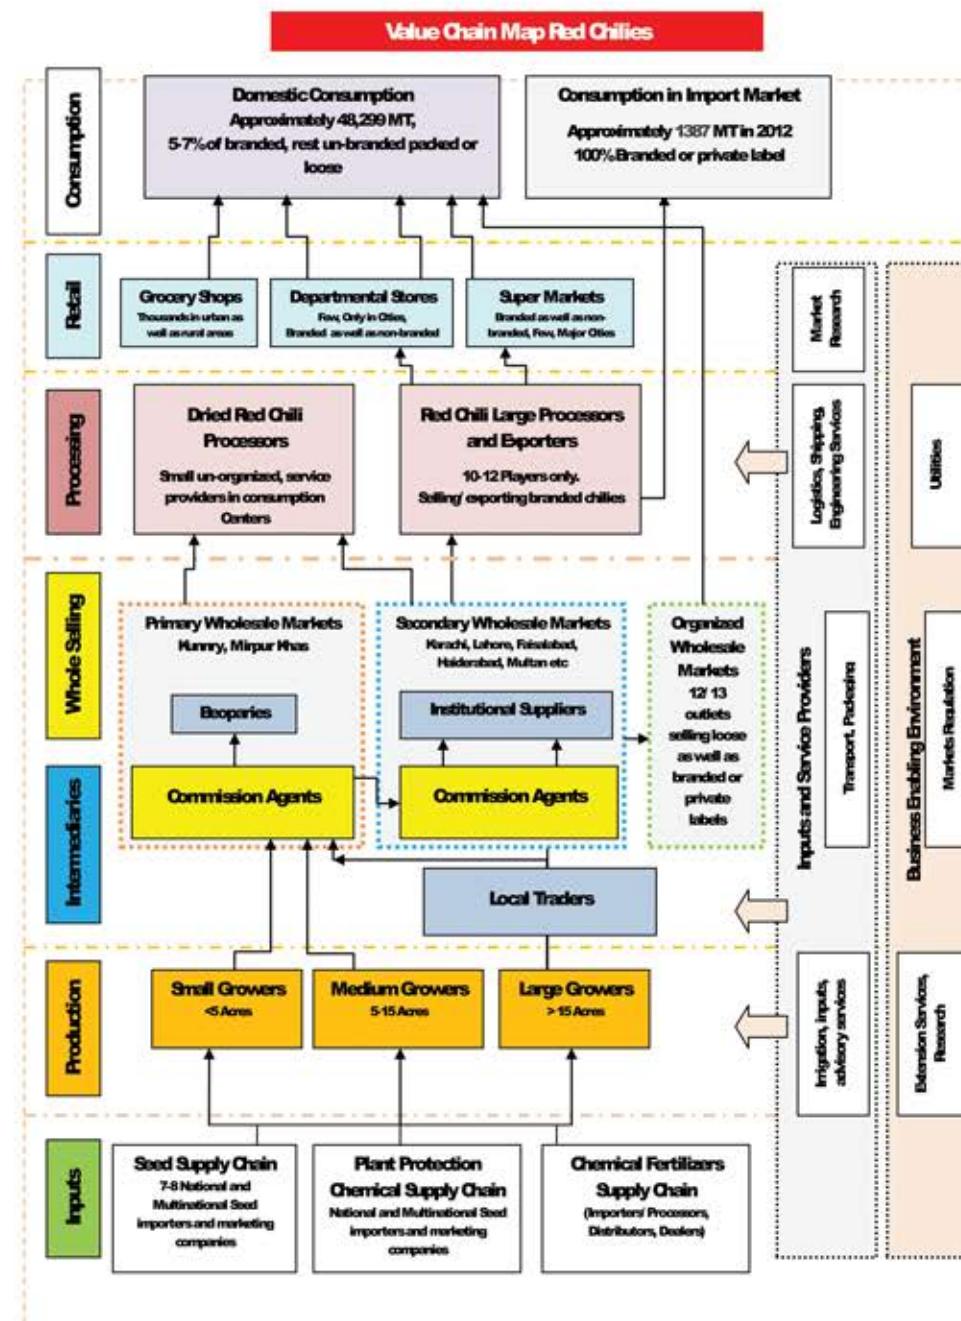 Value Chain Map Red Chilies
Consumption
Domestic Consumption
Approximately 48,299 MT,
5-7% of branded, rest un-branded packed or
loose
Consumption in Import Market
Approximately 1387 MT in 2012
100% Branded or private label
Retail
Grocery Shops
Thousands in urban as
well as rural areas
Departmental Stores
Few, Only in Cities,
Branded as well as non-branded
Super Markets
Branded as well as non-
branded, Few, Major Cities
Market
Research
Processing
Dried Red Chili
Processors
Small un-organized, service
providers in consumption
Centers
Red Chili Large Processors
and Exporters
10-12 Players only.
Selling/ exporting branded chilies
Logistics, Shipping,
Engineering Services
Utilities
Whole Selling
Primary Wholesale Markets
Kunnry, Mirpur Khas
Beoparies
Secondary Wholesale Markets
Karachi, Lahore, Faisalabad,
Haiderabad, Multan etc
Institutional Suppliers
Organized
Wholesale
Markets
12/ 13
outlets
selling loose
as well as
branded or
private
labels
Inputs and Service Providers
Transport, Packaging
Business Enabling Environment
Markets Regulation
Intermediaries
Commission Agents
Commission Agents
Local Traders
Production
Small Growers
<5 Acres
Medium Growers
5-15 Acres
Large Growers
> 15 Acres
Irrigation, inputs,
advisory services
Extension Services,
Research
Inputs
Seed Supply Chain
7-8 National and
Multinational Seed
importers and marketing
companies
Plant Protection
Chemical Supply Chain
National and Multinational Seed
importers and marketing
companies
Chemical Fertilizers
Supply Chain
(Importers/ Processors,
Distributors, Dealers)